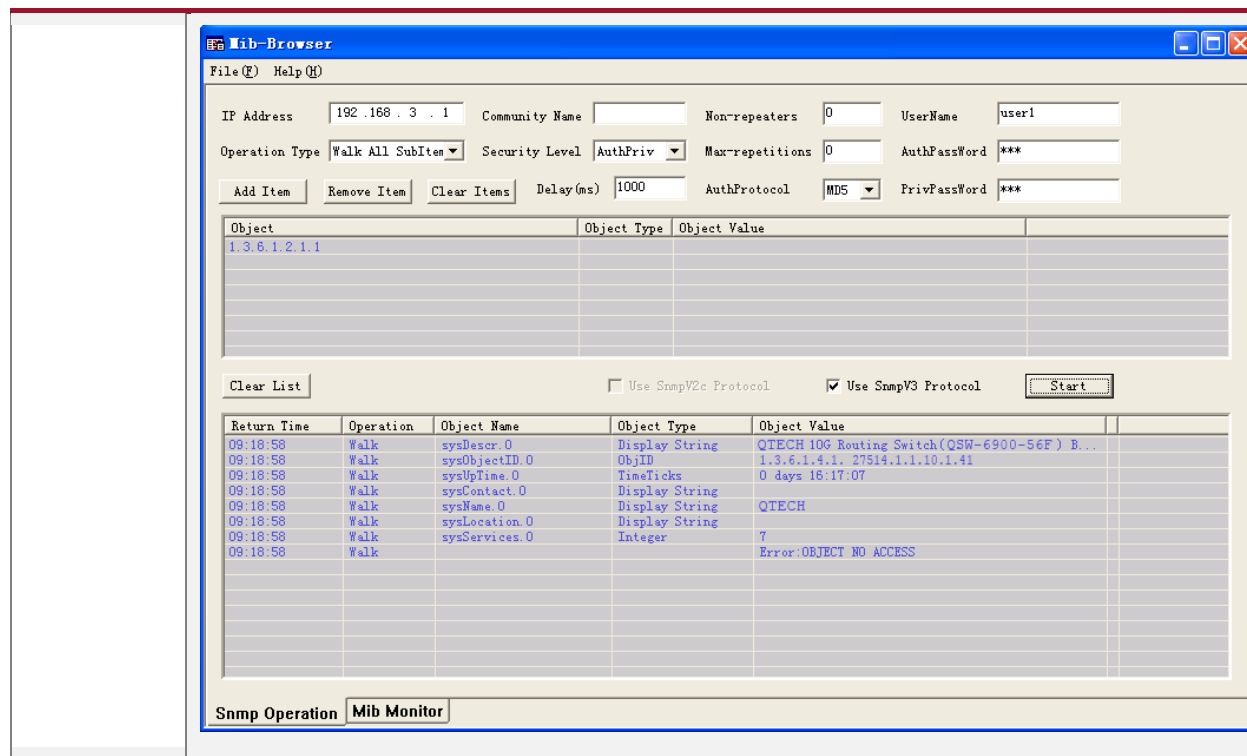 Mib-Browser
File(F) Help(H)
IP Address 192 .168 . 3 . 1 Community Name Non-repeaters 0 UserName user1
Operation Type Walk All SubItem Security Level AuthPriv Max-repetitions 0 AuthPassWord ***
Add Item Remove Item Clear Items Delay(ms) 1000 AuthProtocol MD5 PrivPassWord ***
Object Object Type Object Value
1.3.6.1.2.1.1
Clear List Use SnmpV2c Protocol Use SnmpV3 Protocol Start
Return Time Operation Object Name Object Type Object Value
09:18:58 Walk sysDescr.0 Display String QTECH 10G Routing Switch(QSW-6900-56F) B...
09:18:58 Walk sysObjectID.0 ObjID 1.3.6.1.4.1. 27514.1.1.10.1.41
09:18:58 Walk sysUpTime.0 TimeTicks 0 days 16:17:07
09:18:58 Walk sysContact.0 Display String
09:18:58 Walk sysName.0 Display String QTECH
09:18:58 Walk sysLocation.0 Display String
09:18:58 Walk sysServices.0 Integer 7
09:18:58 Walk Error:OBJECT NO ACCESS
Snmp Operation Mib Monitor